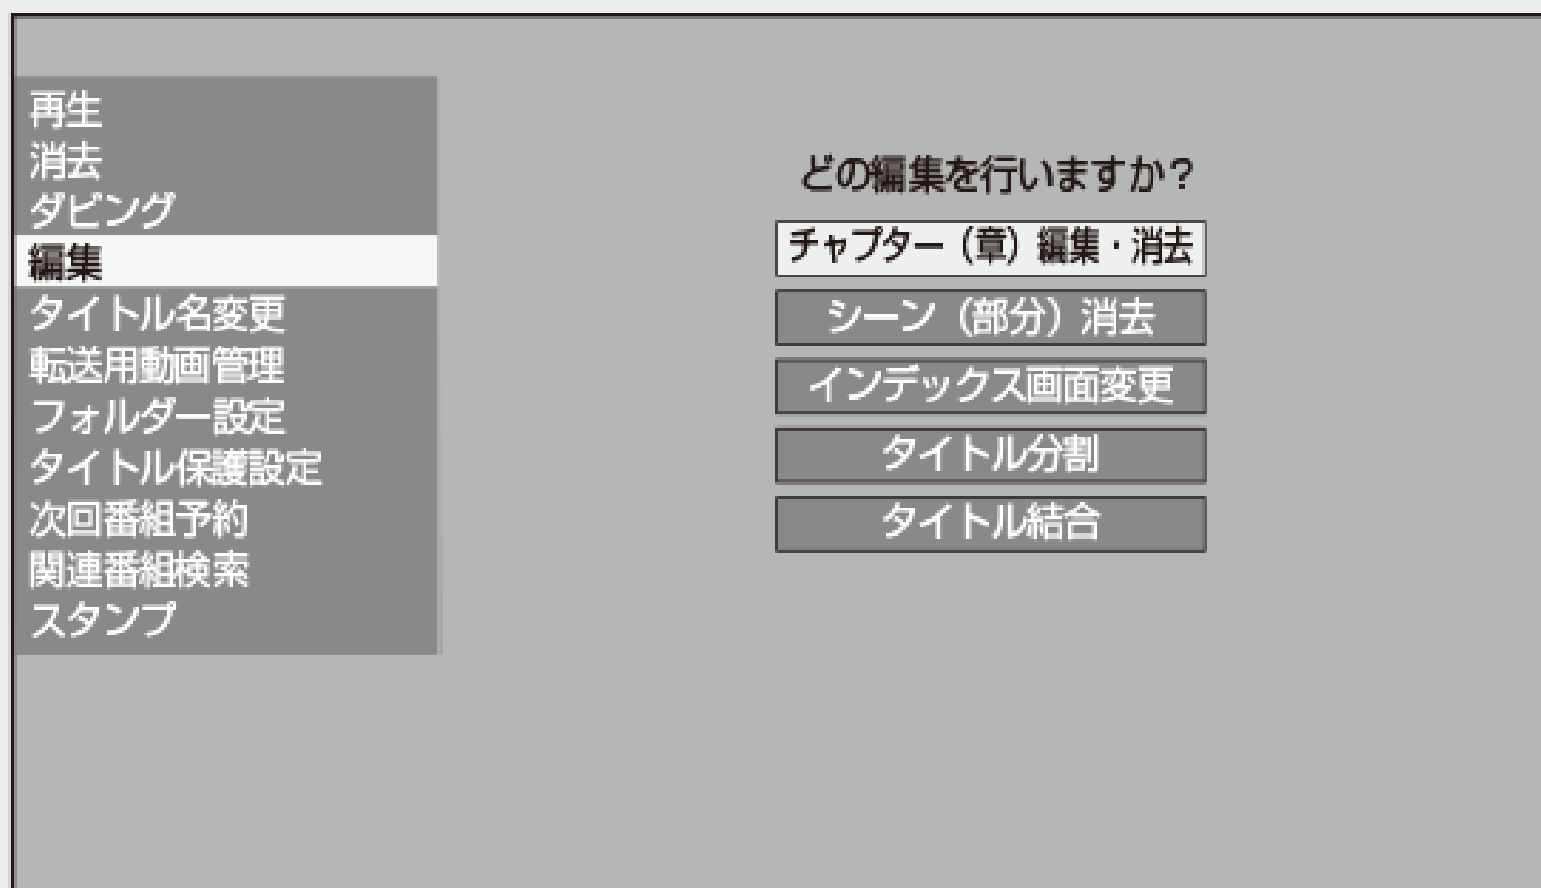 再生
消去
ダビング
編集
タイトル名変更
転送用動画管理
フォルダー設定
タイトル保護設定
次回番組予約
関連番組検索
スタンプ
どの編集を行いますか？
チャプター（章）編集・消去
シーン（部分）消去
インデックス画面変更
タイトル分割
タイトル結合